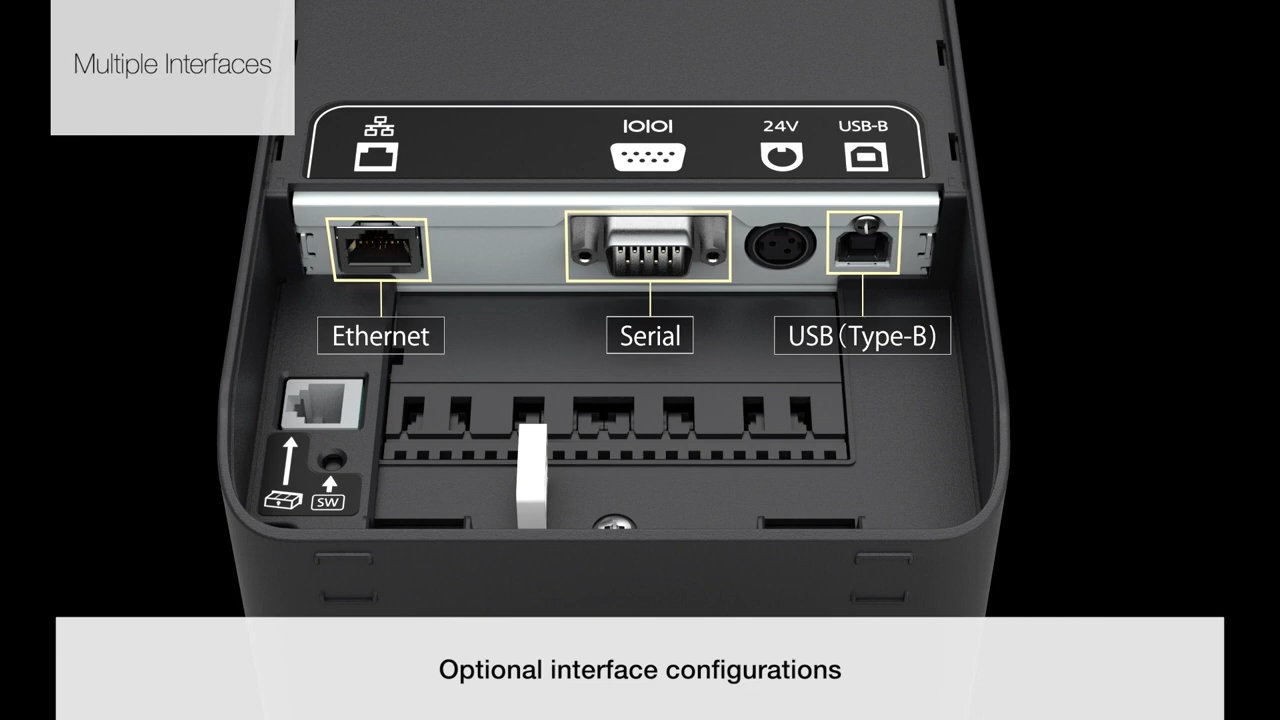 Multiple Interfaces
IOIOI
24V
USB-B
Ethernet
Serial
USB (Type-B)
SW
Optional interface configurations